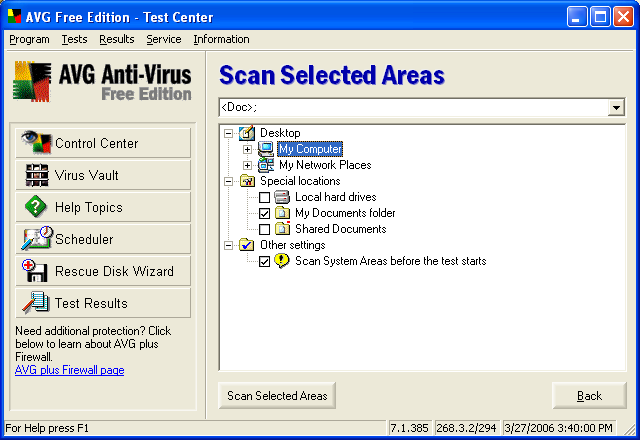 AVG Free Edition - Test Center
Program Tests Results Service Information
AVG Anti-Virus
Free Edition
Control Center
Virus Vault
Help Topics
Scheduler
Rescue Disk Wizard
Test Results
Need additional protection? Click
below to learn about AVG plus
Firewall.
AVG plus Firewall page
Scan Selected Areas
<Doc>;
Desktop
My Computer
My Network Places
Special locations
Local hard drives
My Documents folder
Shared Documents
Other settings
Scan System Areas before the test starts
Scan Selected Areas
Back
For Help press F1
7.1.385
268.3.2/294
3/27/2006 3:40:00 PM